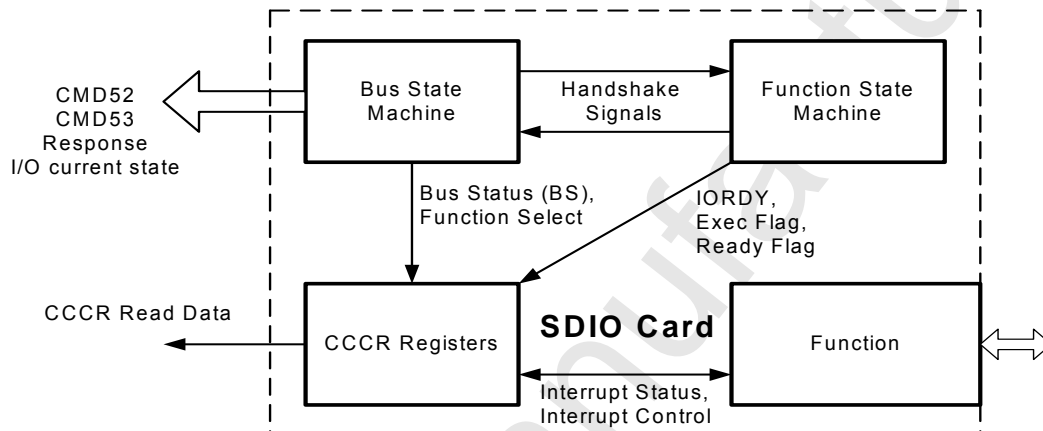 Bus State
Machine
Handshake
Signals
Function State
Machine
CMD52
CMD53
Response
I/O current state
Bus Status (BS),
Function Select
IORDY,
Exec Flag,
Ready Flag
CCCR Read Data
CCCR Registers
SDIO Card
Function
Interrupt Status,
Interrupt Control